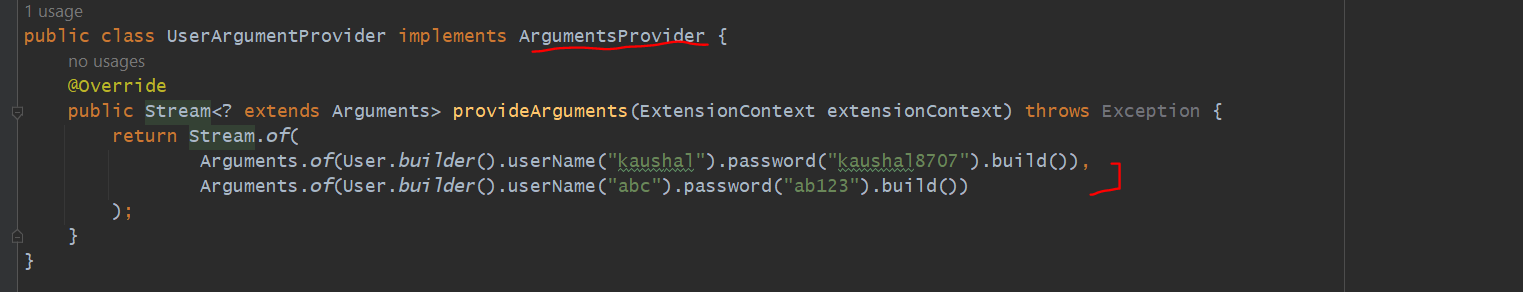 1 usage
public class UserArgumentProvider implements ArgumentsProvider {
no usages
@Override
public Stream<? extends Arguments> provideArguments(ExtensionContext extensionContext) throws Exception {
return Stream.of(
Arguments.of(User.builder().userName("kaushal").password("kaushal8707").build()),
Arguments.of(User.builder().userName("abc").password("ab123").build())
);
}
}